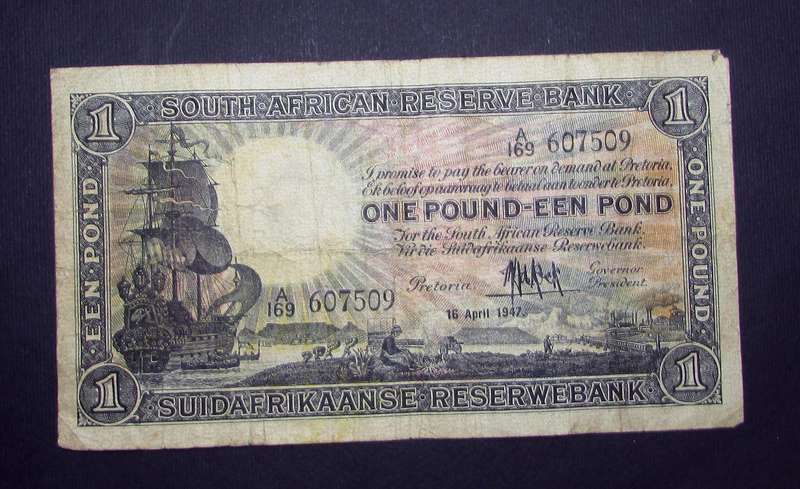 SOUTH·AFRICAN·RESERVE·BANK
1
1
A/169 607509
I promise to pay the bearer on demand at Pretoria.
Ek beloof op aanvraag te betaal aan toonder te Pretoria.
ONE POUND-EEN POND
For the South African Reserve Bank.
Vir die Suidafrikaanse Reserwebank.
Pretoria
Governor
President.
A/169 607509
16 April 1947.
EEN POND
ONE POUND
1
1
SUIDAFRIKAANSE·RESERWEBANK